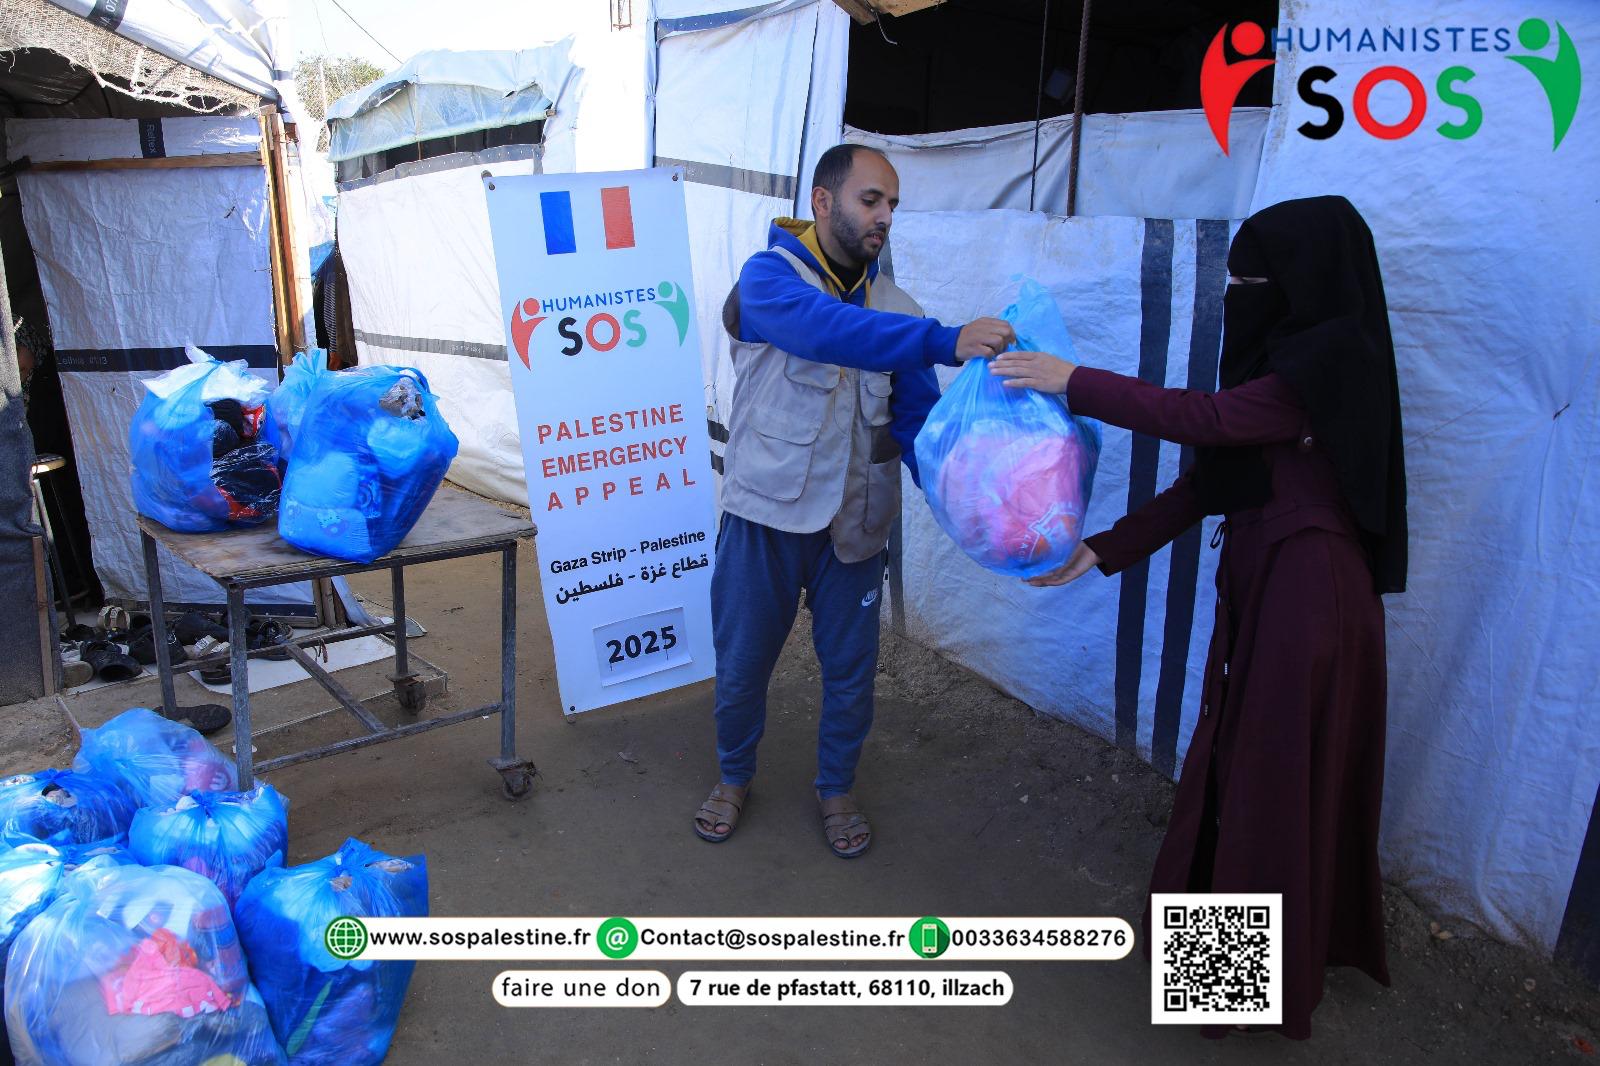 HUMANISTES
SOS
HUMANISTES
SOS
PALESTINE
EMERGENCY
APPEAL
Gaza Strip - Palestine
قطاع غزة - فلسطين
2025
www.sospalestine.fr
Contact@sospalestine.fr
0033634588276
faire une don
7 rue de pfastatt, 68110, illzach